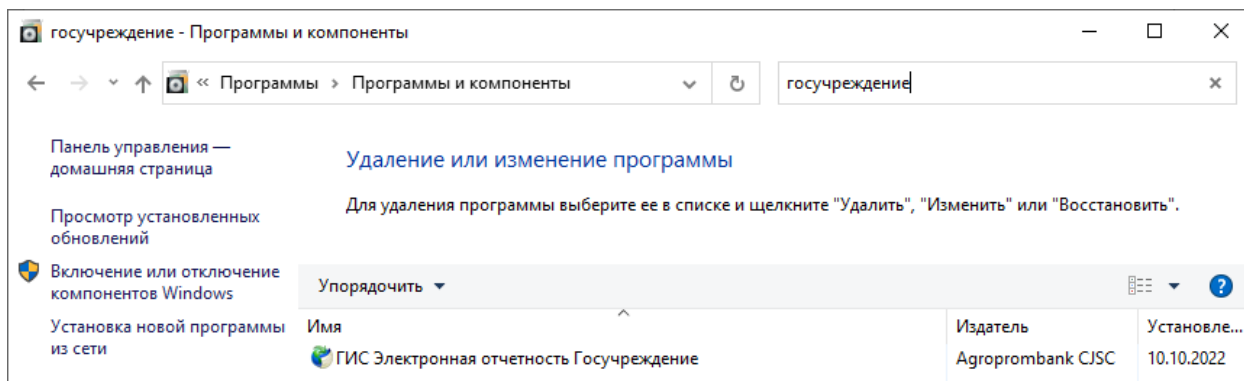 госучреждение - Программы и компоненты
« Программы › Программы и компоненты
госучреждение
Панель управления —
домашняя страница
Просмотр установленных
обновлений
Включение или отключение
компонентов Windows
Установка новой программы
из сети
Удаление или изменение программы
Для удаления программы выберите ее в списке и щелкните "Удалить", "Изменить" или "Восстановить".
Упорядочить
Имя Издатель Установле...
ГИС Электронная отчетность Госучреждение Agroprombank CJSC 10.10.2022